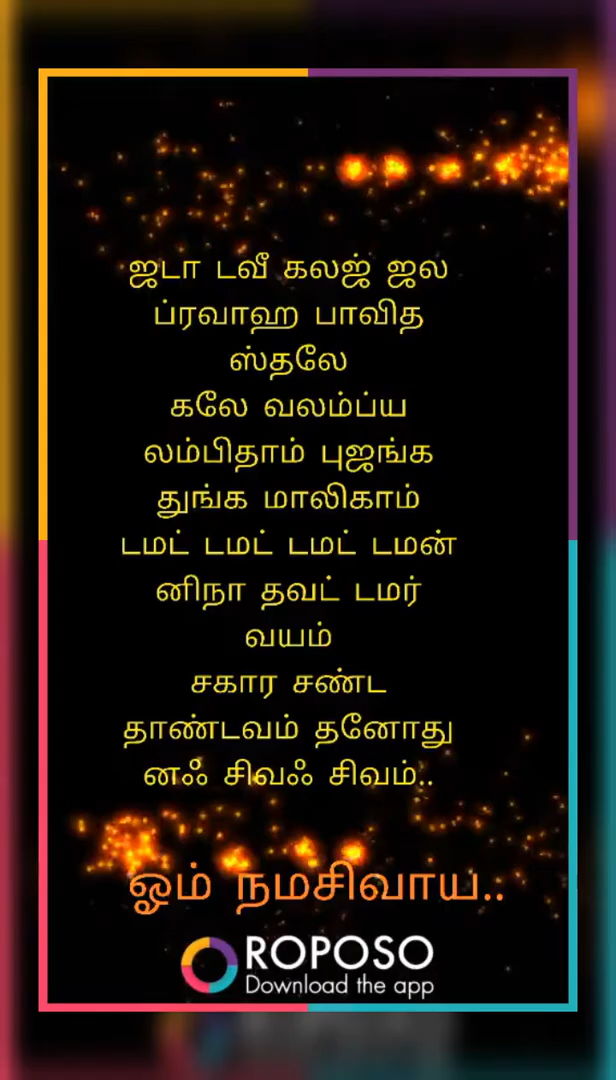 ஜடா டவீ கலஜ் ஜல
ப்ரவாஹ பாவித
ஸ்தலே
கலே வலம்ப்ய
லம்பிதாம் புஜங்க
துங்க மாலிகாம்
டமட் டமட் டமட் டமன்
னிநா தவட் டமர்
வயம்
சகார சண்ட
தாண்டவம் தனோது
னஃ சிவஃ சிவம்..
ஓம் நமசிவாய..
ROPOSO
Download the app